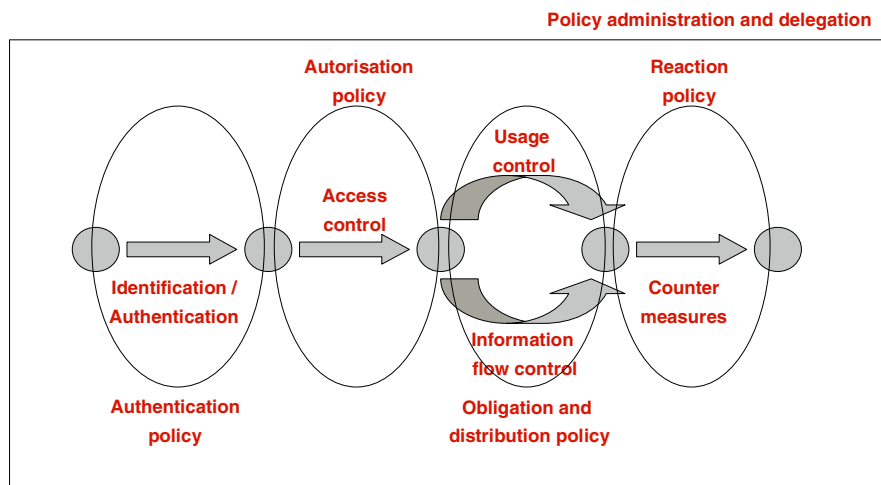 Policy administration and delegation
Autorisation
policy
Reaction
policy
Usage
control
Access
control
Identification /
Authentication
Counter
measures
Information
flow control
Authentication
policy
Obligation and
distribution policy